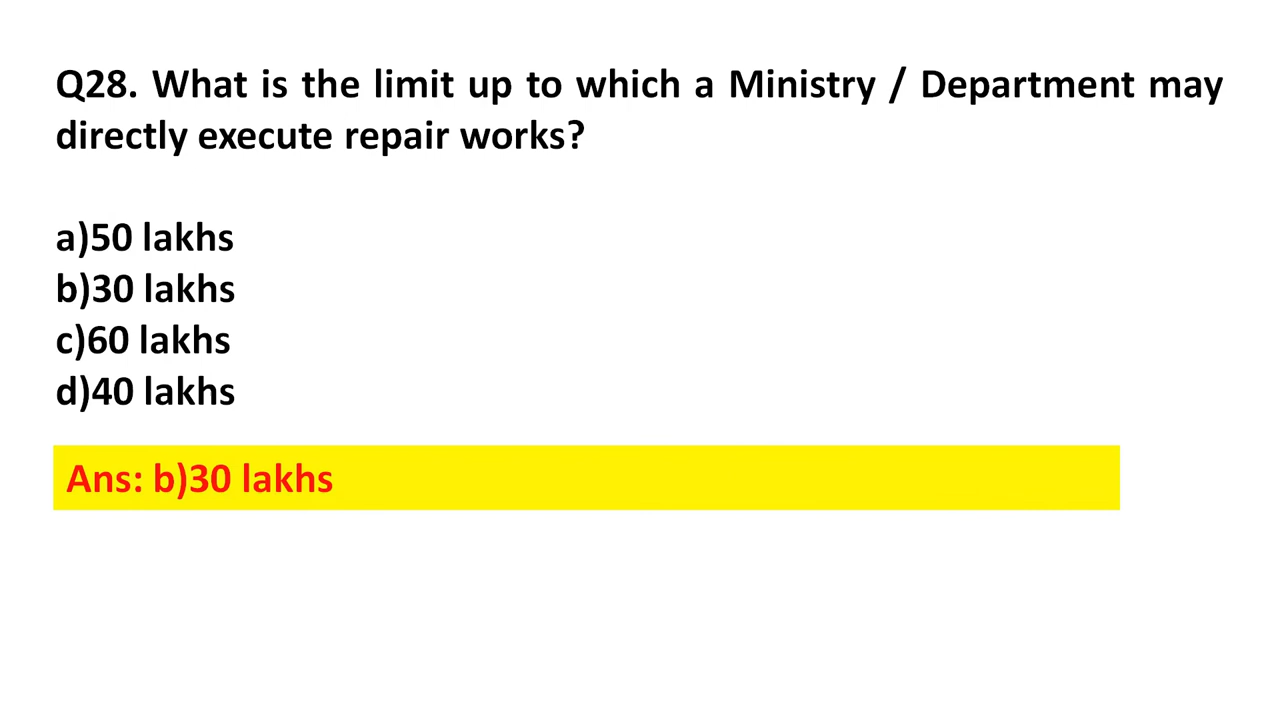 Q28. What is the limit up to which a Ministry / Department may
directly execute repair works?
a)50 lakhs
b)30 lakhs
c)60 lakhs
d)40 lakhs
Ans: b)30 lakhs